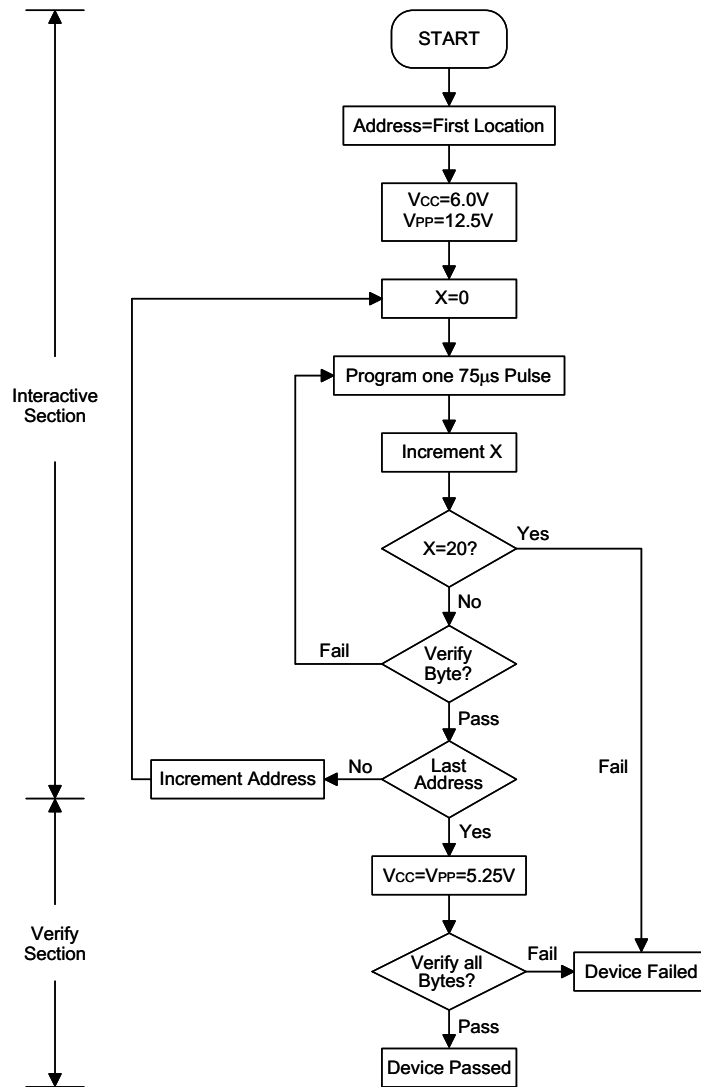 START
Address=First Location
VCC=6.0V
VPP=12.5V
X=0
Program one 75μs Pulse
Interactive
Section
Increment X
X=20?
Yes
No
Fail
Verify
Byte?
Pass
Last
Address
No
Increment Address
Fail
Yes
VCC=VPP=5.25V
Verify
Section
Verify all
Bytes?
Fail
Device Failed
Pass
Device Passed